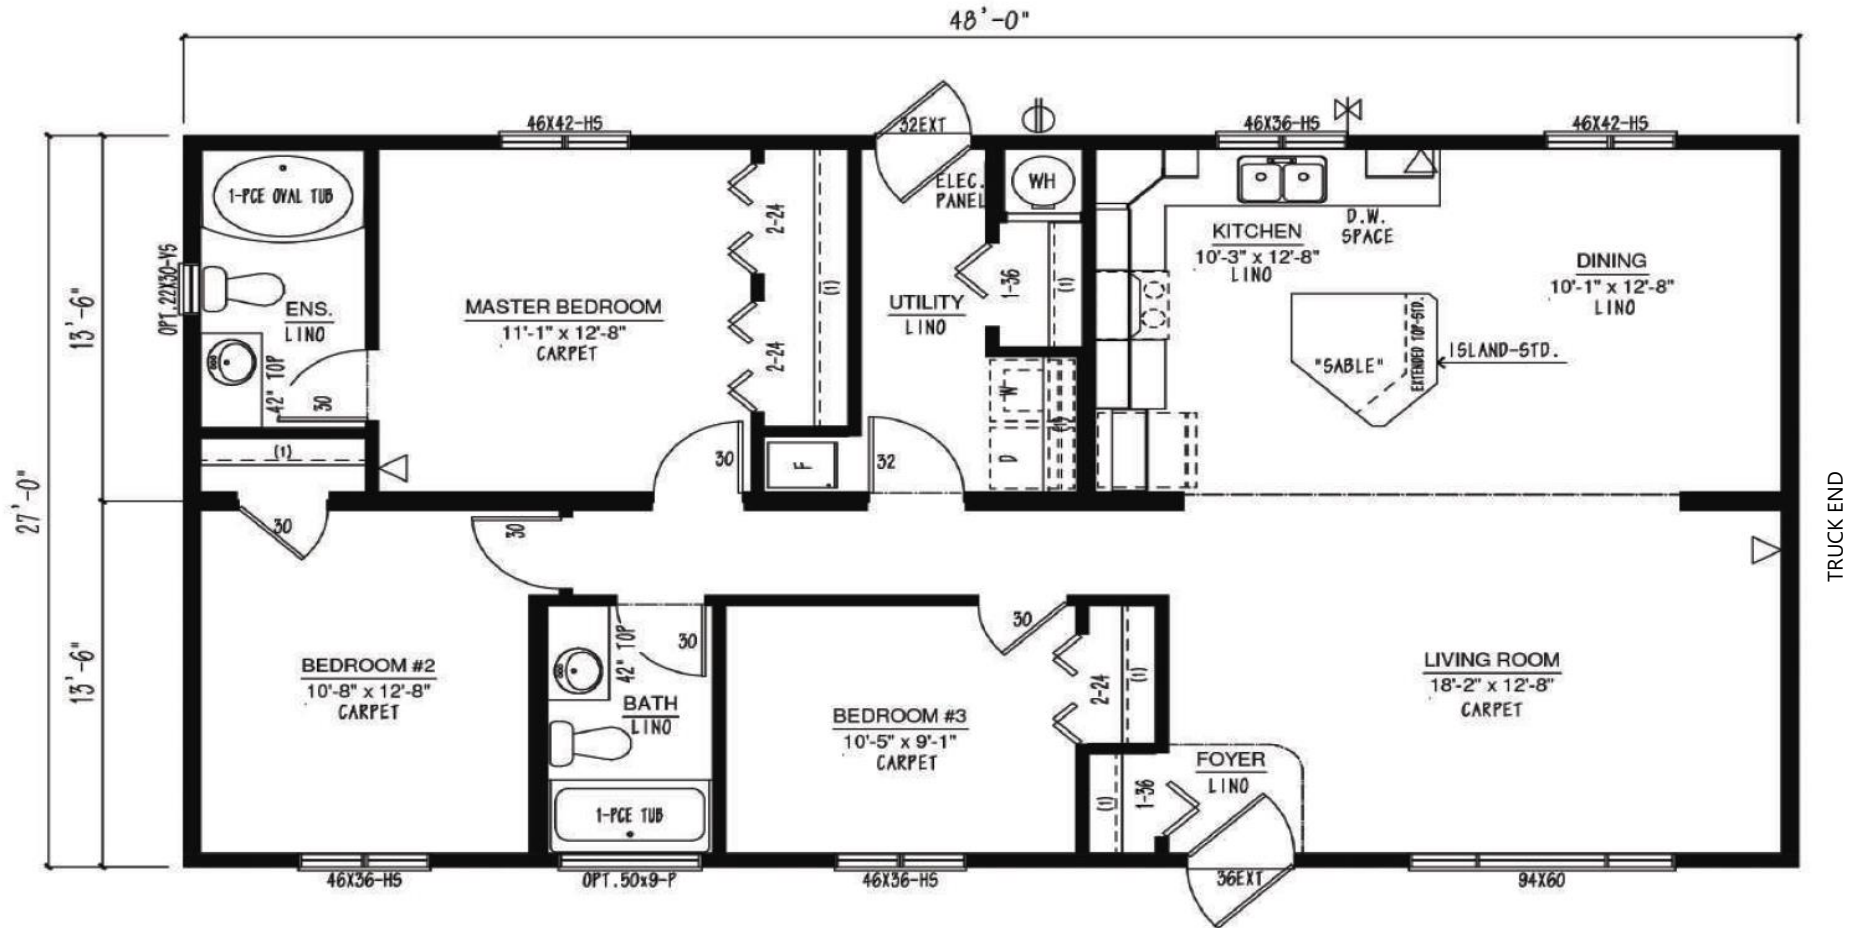 48'-0"
46X42-HS
32EXT
46X36-HS
46X42-HS
1-PCE OVAL TUB
ELEC.
PANEL
WH
2-24
D.W.
SPACE
KITCHEN
10'-3" x 12'-8"
LINO
DINING
10'-1" x 12'-8"
LINO
OPT.22X30-VS
13'-6"
ENS.
LINO
MASTER BEDROOM
11'-1" x 12'-8"
CARPET
(1)
UTILITY
LINO
1-36
(1)
2-24
42" TOP
30
"SABLE"
EXTENDED TOP-STD.
ISLAND-STD.
W
(1)
D
(1)
30
F
32
27'-0"
TRUCK END
30
30
13'-6"
BEDROOM #2
10'-8" x 12'-8"
CARPET
42" TOP
30
BATH
LINO
1-PCE TUB
30
BEDROOM #3
10'-5" x 9'-1"
CARPET
2-24
(1)
LIVING ROOM
18'-2" x 12'-8"
CARPET
FOYER
LINO
(1)
1-36
46X36-HS
OPT.50x9-P
46X36-HS
36EXT
94X60